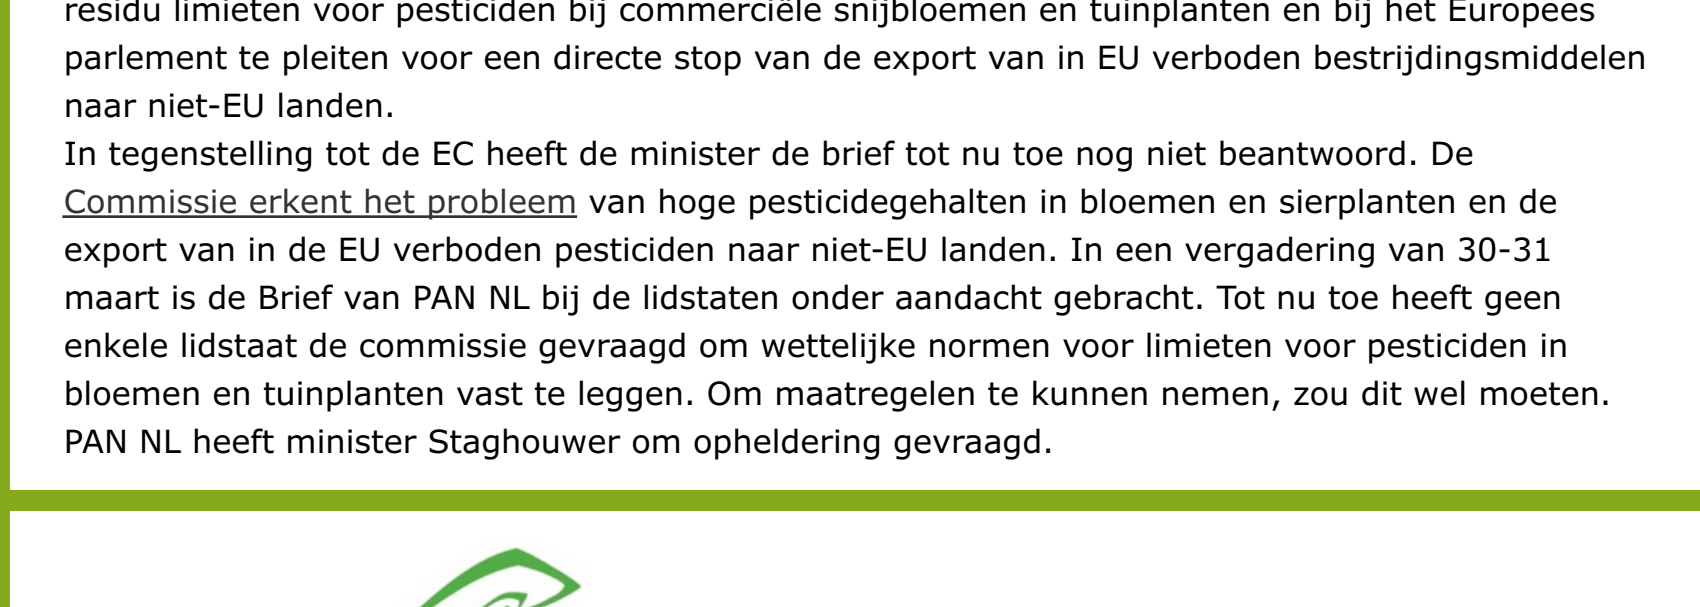 residu limieten voor pesticiden bij commerciële snijbloemen en tuinplanten en bij het Europees
parlement te pleiten voor een directe stop van de export van in EU verboden bestrijdingsmiddelen
naar niet-EU landen.
In tegenstelling tot de EC heeft de minister de brief tot nu toe nog niet beantwoord. De
Commissie erkent het probleem van hoge pesticidegehalten in bloemen en sierplanten en de
export van in de EU verboden pesticiden naar niet-EU landen. In een vergadering van 30-31
maart is de Brief van PAN NL bij de lidstaten onder aandacht gebracht. Tot nu toe heeft geen
enkele lidstaat de commissie gevraagd om wettelijke normen voor limieten voor pesticiden in
bloemen en tuinplanten vast te leggen. Om maatregelen te kunnen nemen, zou dit wel moeten.
PAN NL heeft minister Staghouwer om opheldering gevraagd.